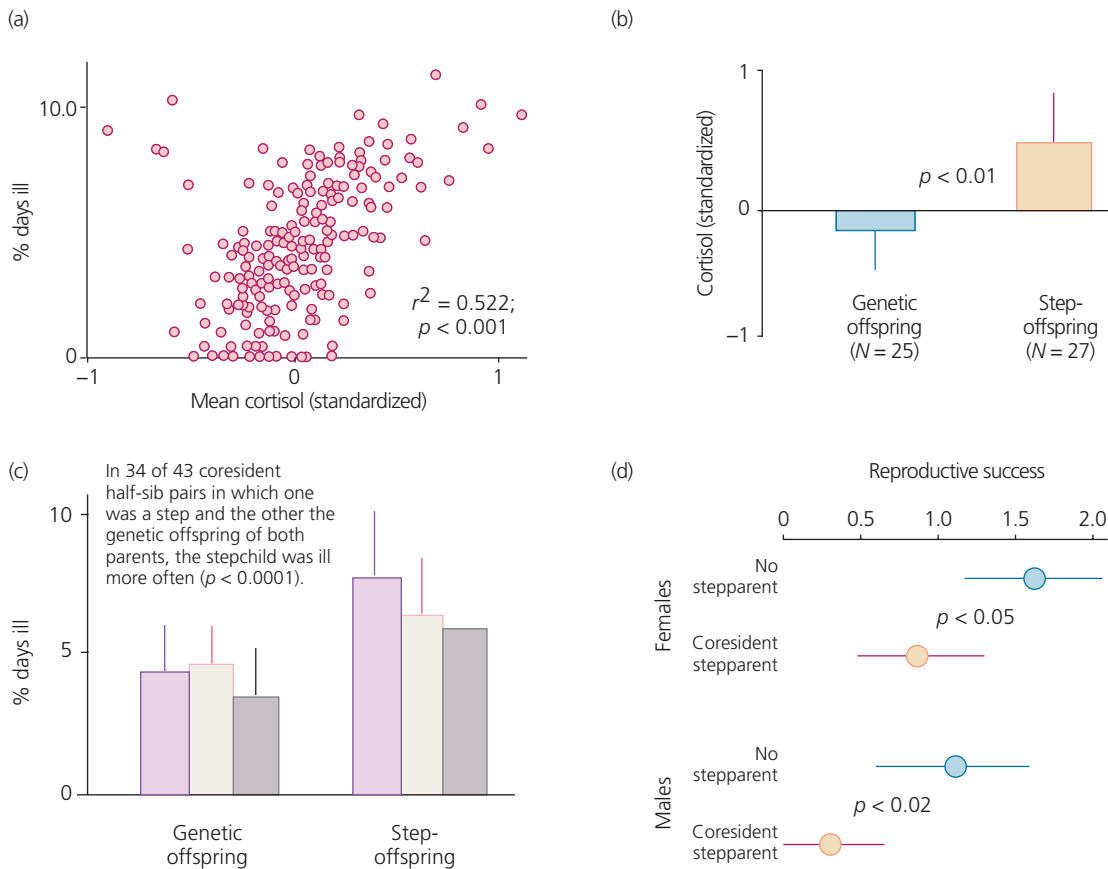 (a)
% days ill
10.0
5.0
0
−1
0
1
Mean cortisol (standardized)
r² = 0.522;
p < 0.001
(b)
Cortisol (standardized)
1
0
−1
p < 0.01
Genetic
offspring
(N = 25)
Step-
offspring
(N = 27)
(c)
In 34 of 43 coresident
half-sib pairs in which one
was a step and the other the
genetic offspring of both
parents, the stepchild was ill
more often (p < 0.0001).
% days ill
10
5
0
Genetic
offspring
Step-
offspring
(d)
Reproductive success
0 0.5 1.0 1.5 2.0
Females
No
stepparent
p < 0.05
Coresident
stepparent
Males
No
stepparent
p < 0.02
Coresident
stepparent